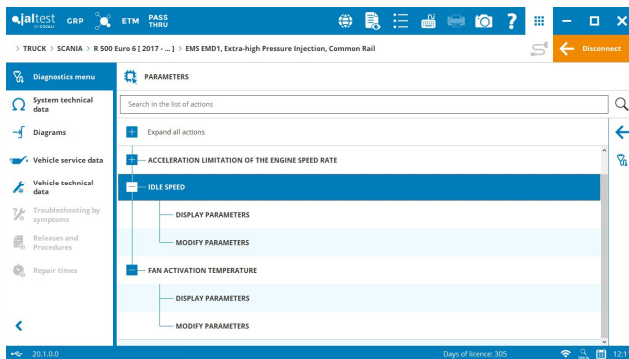 jaltest
BY COJALI
GRP
ETM
PASS
THRU
> TRUCK > SCANIA > R 500 Euro 6 [ 2017 - ... ] > EMS EMD1, Extra-high Pressure Injection, Common Rail
Disconnect
Diagnostics menu
PARAMETERS
System technical
data
Search in the list of actions
Diagrams
Expand all actions
Vehicle service data
ACCELERATION LIMITATION OF THE ENGINE SPEED RATE
Vehicle technical
data
IDLE SPEED
Troubleshooting by
symptoms
DISPLAY PARAMETERS
Releases and
Procedures
MODIFY PARAMETERS
Repair times
FAN ACTIVATION TEMPERATURE
DISPLAY PARAMETERS
MODIFY PARAMETERS
20.1.0.0
Days of licence: 305